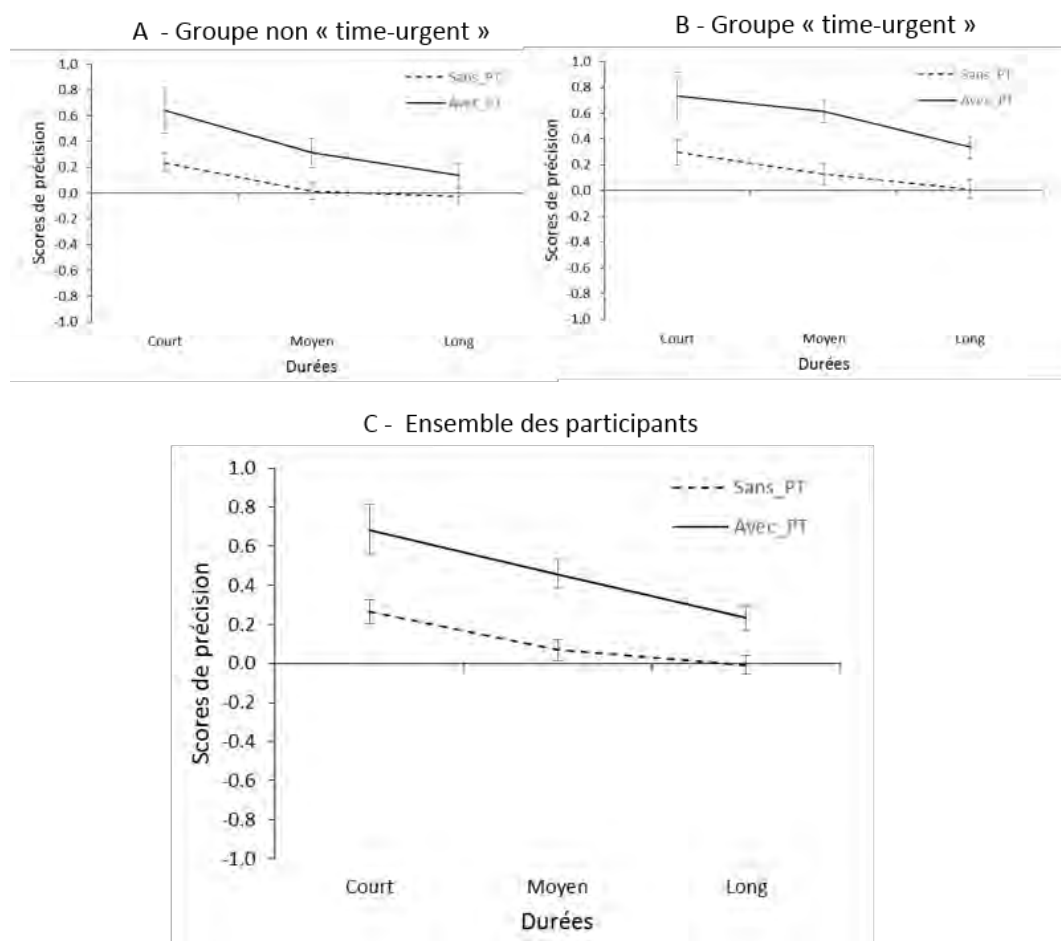 A - Groupe non « time-urgent »
1.0
0.8
0.6
0.4
0.2
0.0
-0.2
-0.4
-0.6
-0.8
-1.0
Scores de précision
Sans_PT
Court
Moyen
Long
Durées
B - Groupe « time-urgent »
1.0
0.8
0.6
0.4
0.2
0.0
-0.2
-0.4
-0.6
-0.8
-1.0
Scores de précision
Sans_PT
Avec_PT
Court
Moyen
Long
Durées
C - Ensemble des participants
1.0
0.8
0.6
0.4
0.2
0.0
-0.2
-0.4
-0.6
-0.8
-1.0
Scores de précision
Sans_PT
Avec_PT
Court
Moyen
Long
Durées